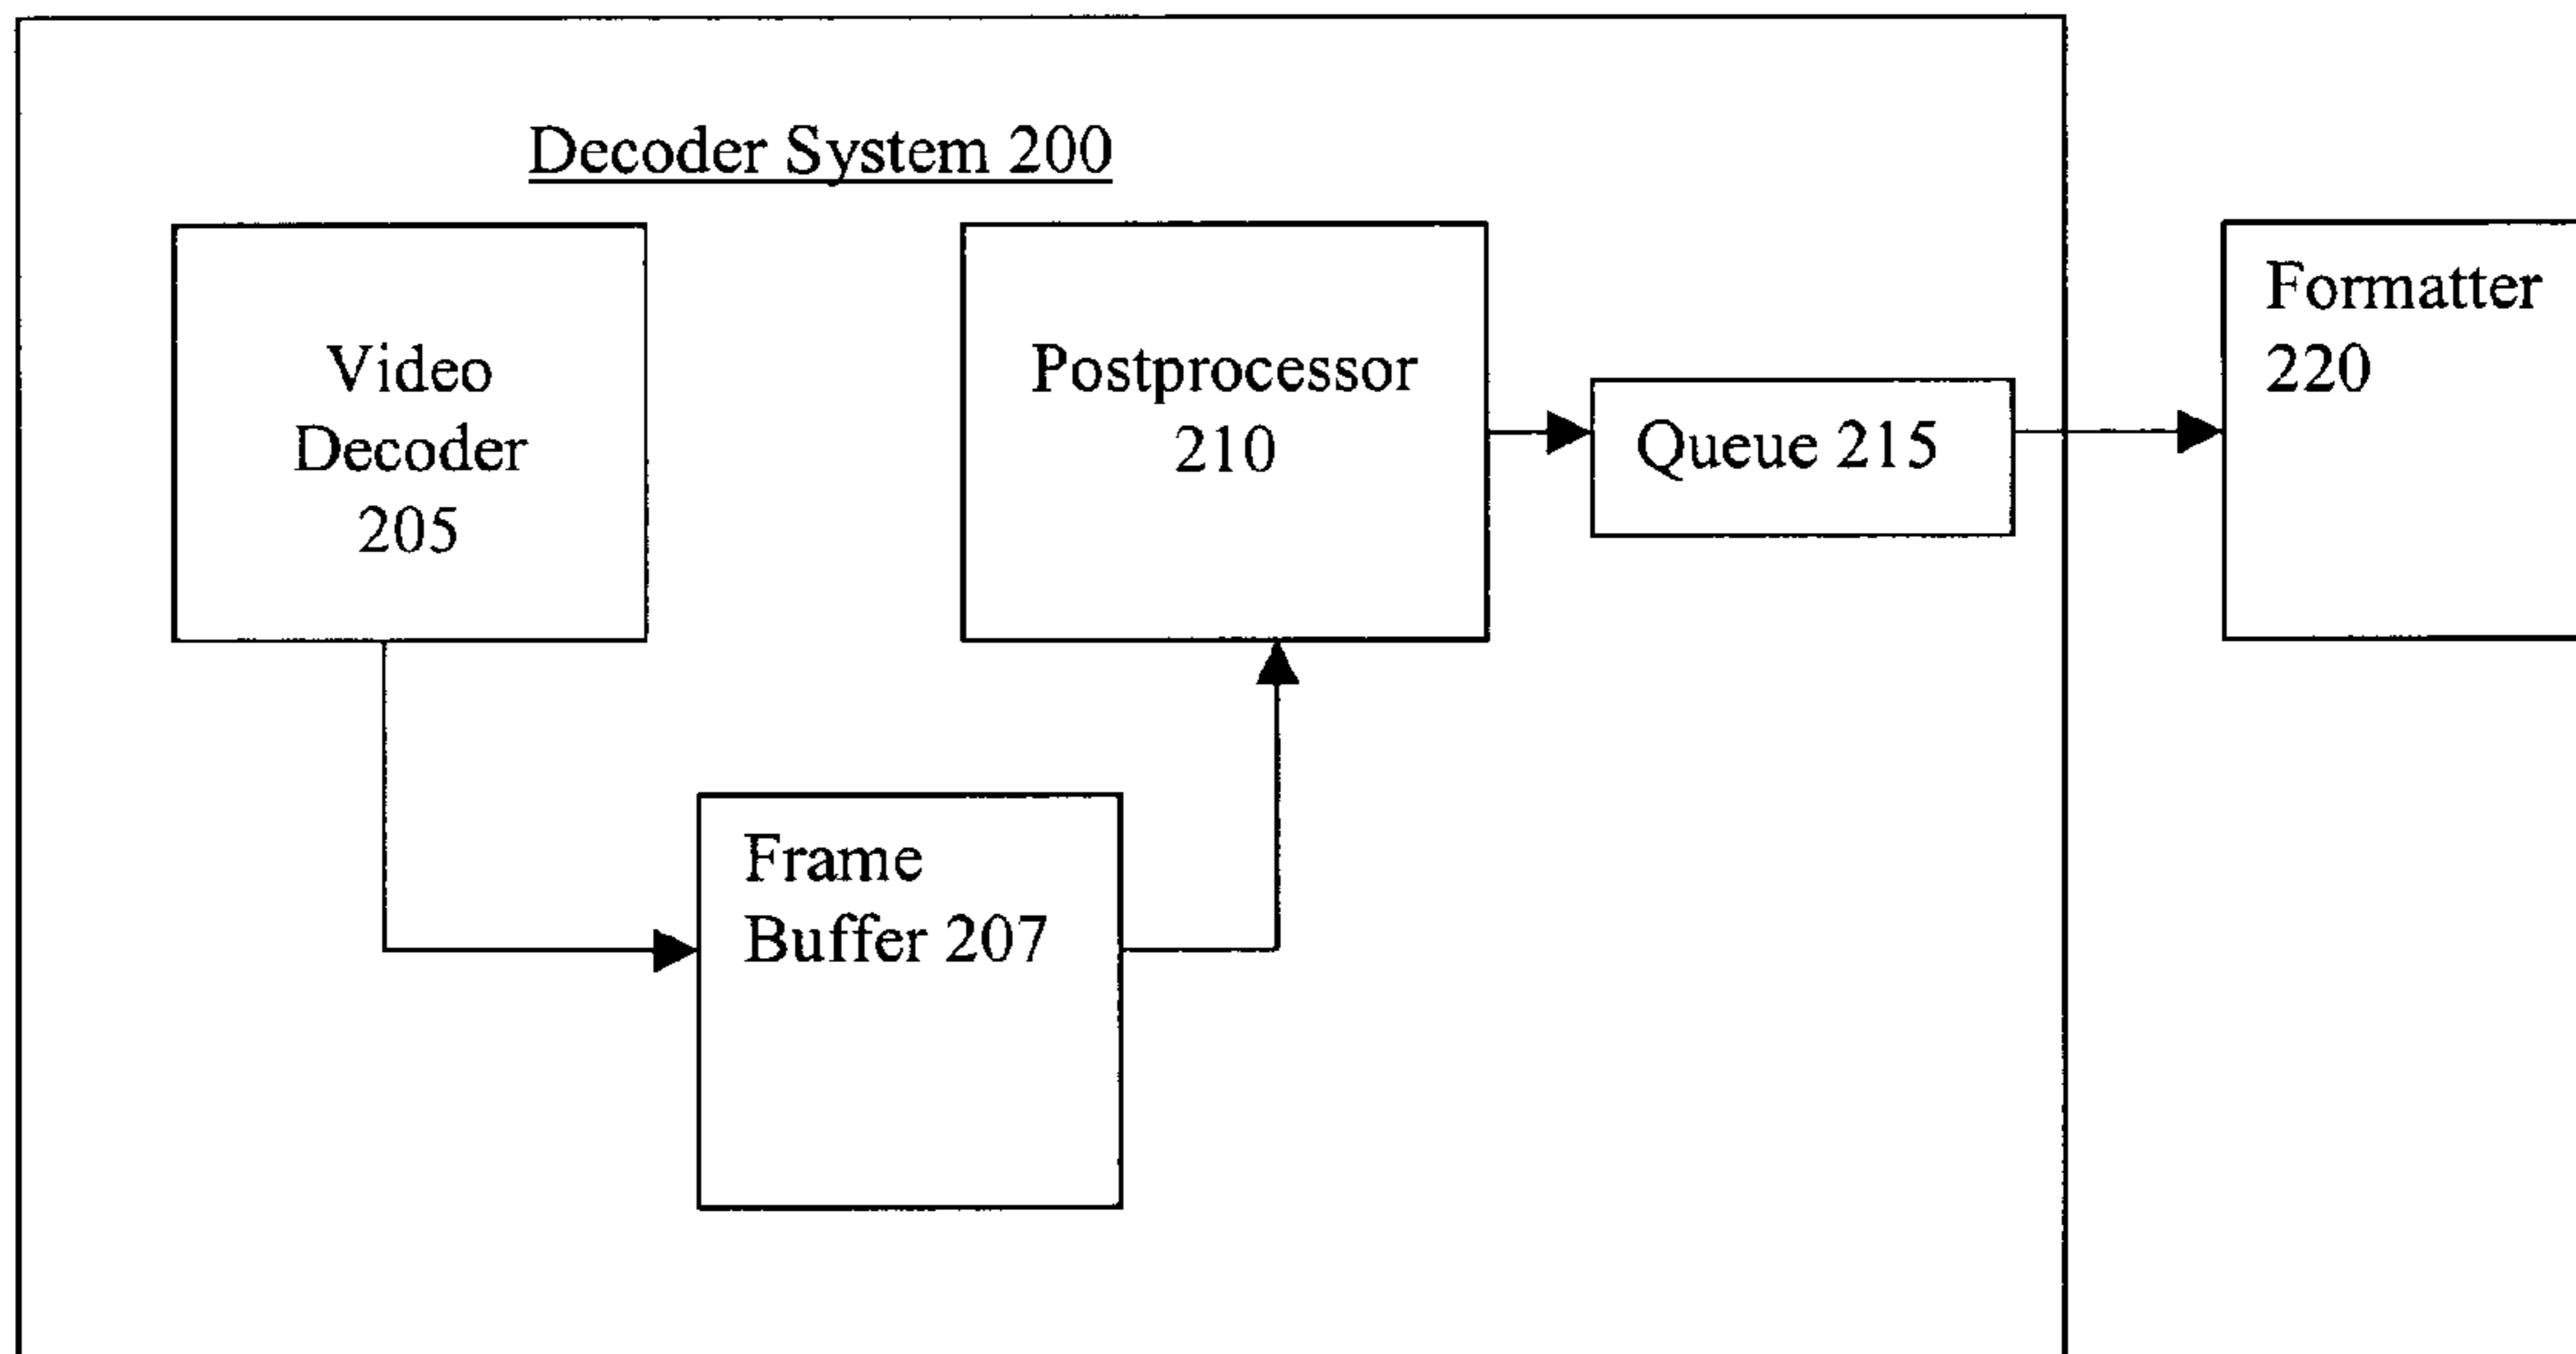 Decoder System 200
Video
Decoder
205
Postprocessor
210
Queue 215
Formatter
220
Frame
Buffer 207